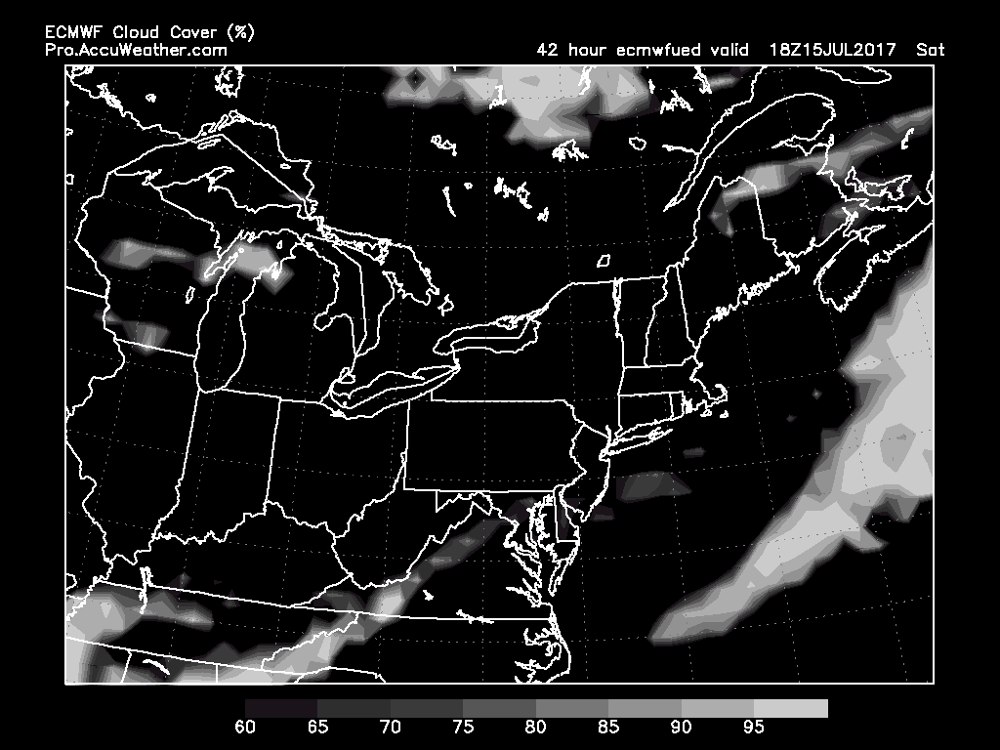 ECMWF Cloud Cover (%)
Pro.AccuWeather.com
42 hour ecmwfued valid 18Z15JUL2017 Sat
60 65 70 75 80 85 90 95